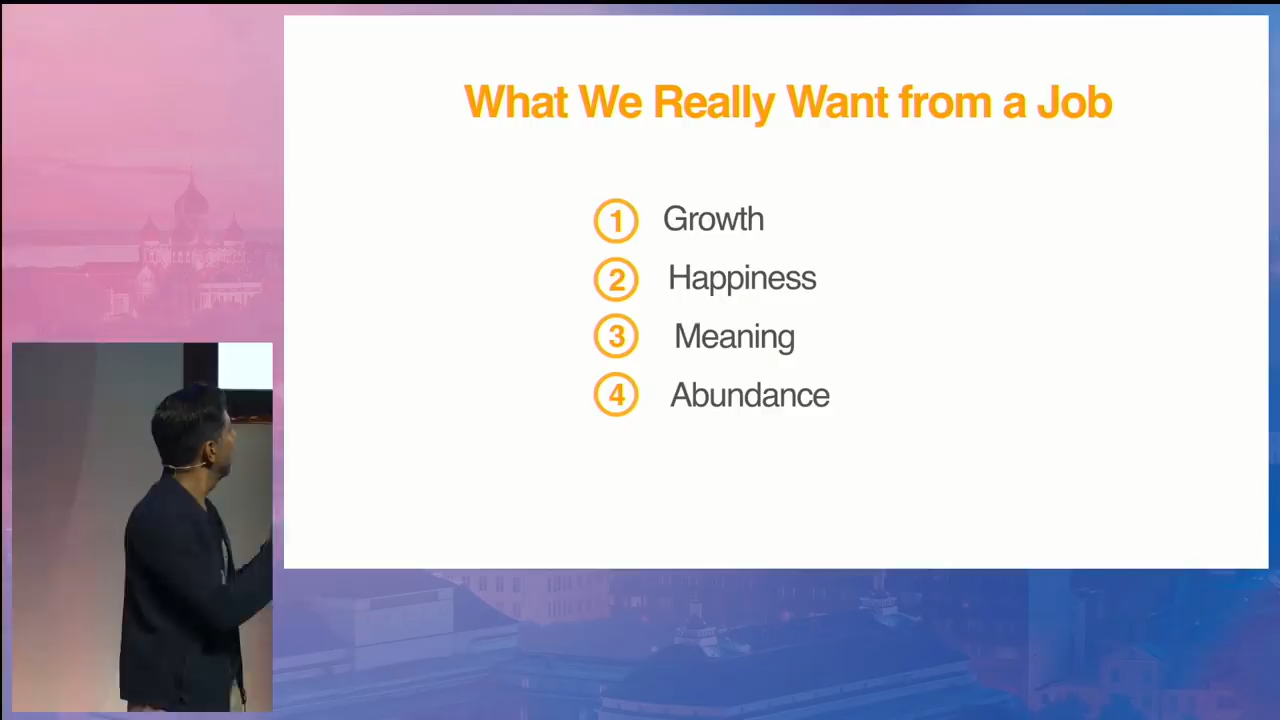 What We Really Want from a Job
1 Growth
2 Happiness
3 Meaning
4 Abundance